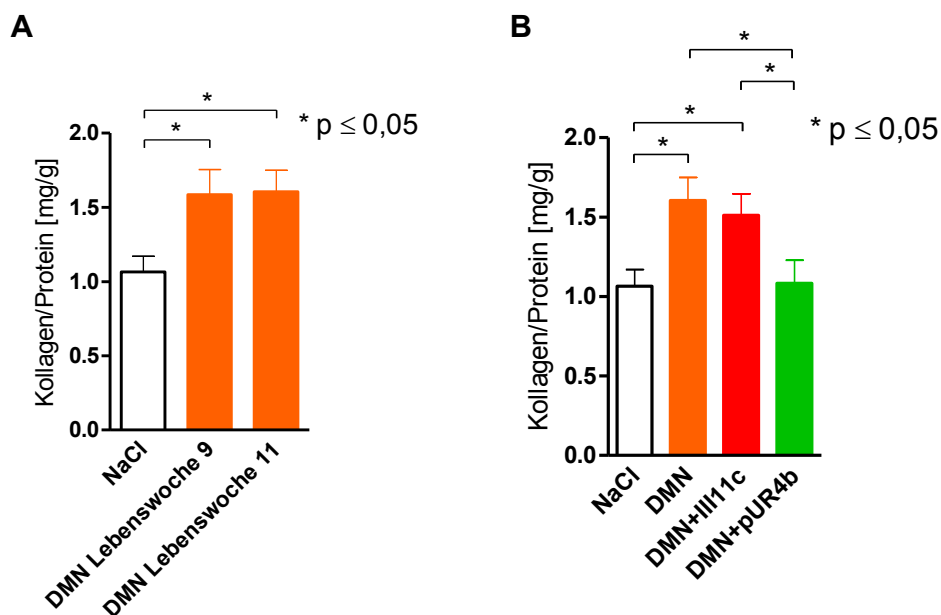 A
*
*
* p ≤ 0,05
Kollagen/Protein [mg/g]
2.0
1.5
1.0
0.5
0.0
NaCl
DMN Lebenswoche 9
DMN Lebenswoche 11
B
*
*
*
*
* p ≤ 0,05
Kollagen/Protein [mg/g]
2.0
1.5
1.0
0.5
0.0
NaCl
DMN
DMN+III11c
DMN+pUR4b